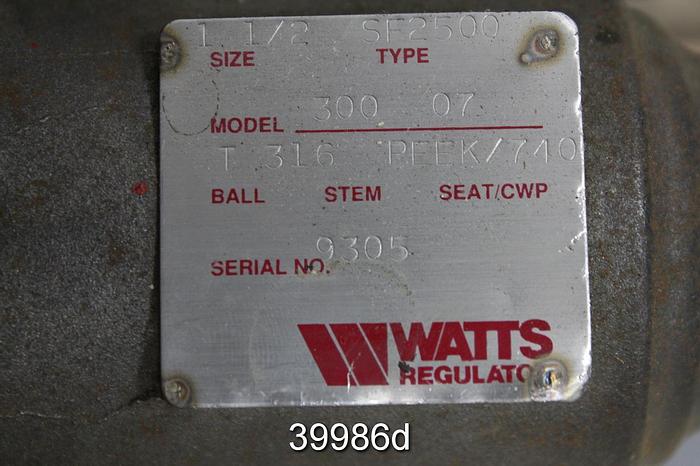 1 1/2 SF2500
SIZE TYPE
300 07
MODEL
T 316 PEEK/740
BALL STEM SEAT/CWP
9305
SERIAL NO.
WATTS
REGULATOR
39986d